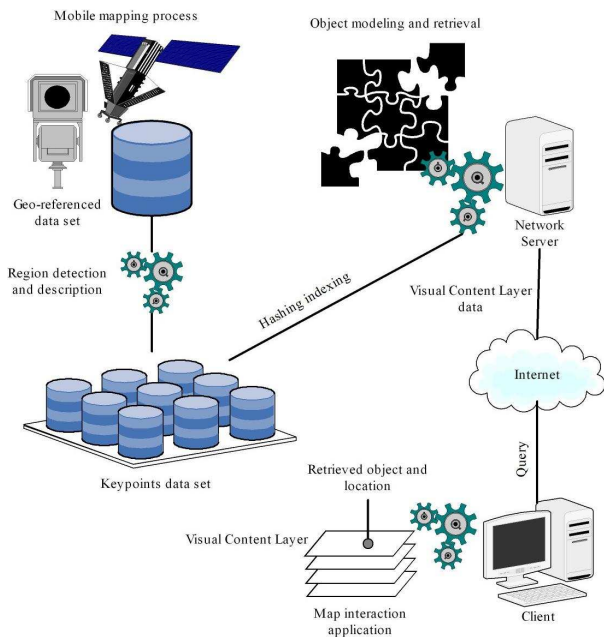 Mobile mapping process
Object modeling and retrieval
Geo-referenced
data set
Network
Server
Region detection
and description
Hashing indexing
Visual Content Layer
data
Internet
Keypoints data set
Query
Retrieved object and
location
Visual Content Layer
Map interaction
application
Client